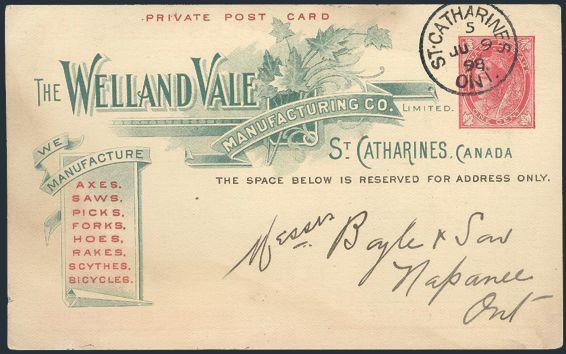 PRIVATE POST CARD
ST. CATHARINES
5
JU 9
98
ONT.
THE WELLAND VALE
MANUFACTURING CO.
LIMITED.
ST CATHARINES, CANADA
THE SPACE BELOW IS RESERVED FOR ADDRESS ONLY.
WE
MANUFACTURE
AXES.
SAWS,
PICKS,
FORKS,
HOES,
RAKES,
SCYTHES,
BICYCLES.
Messrs Boyle & Son
Napanee
Ont